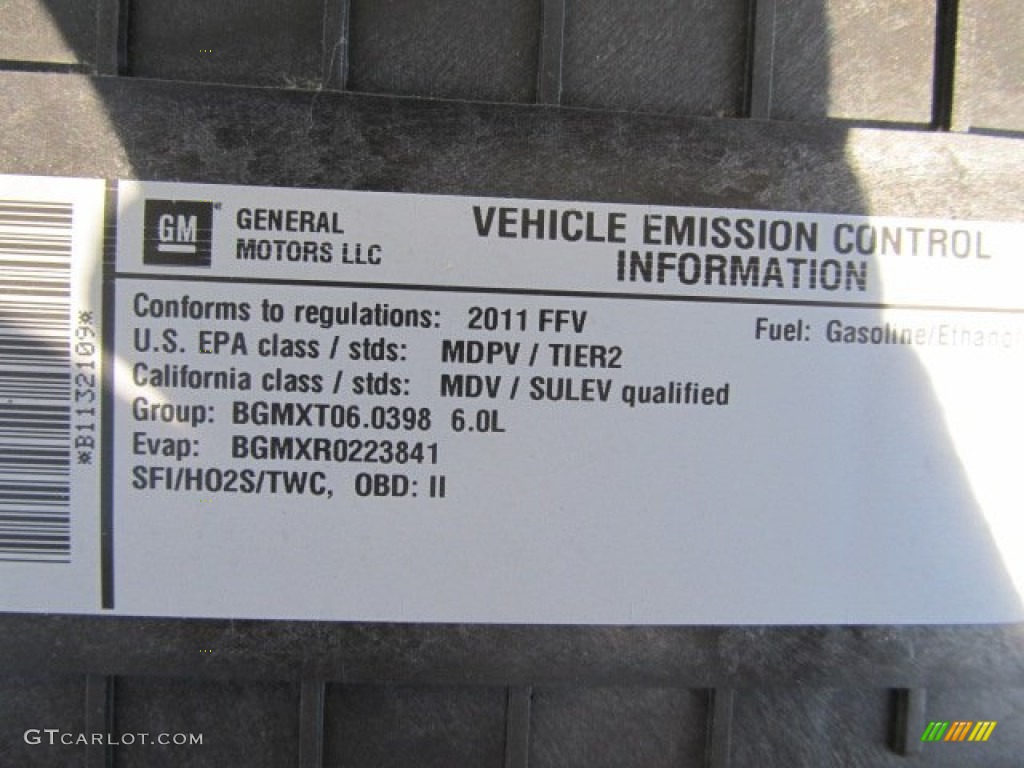 GM
GENERAL
MOTORS LLC
VEHICLE EMISSION CONTROL
INFORMATION
Conforms to regulations: 2011 FFV
Fuel: Gasoline/Ethanol
U.S. EPA class / stds: MDPV / TIER2
California class / stds: MDV / SULEV qualified
Group: BGMXT06.0398 6.0L
Evap: BGMXR0223841
SFI/HO2S/TWC, OBD: II
*B1132109*
GTCARLOT.COM